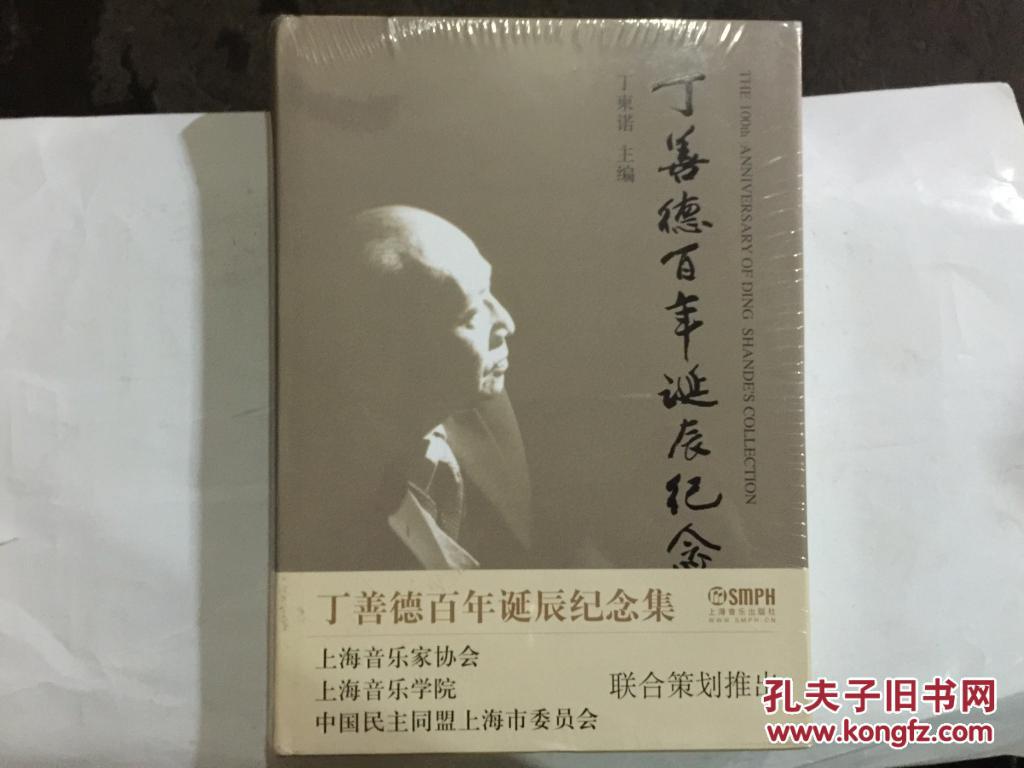 THE 100th ANNIVERSARY OF DING SHANDE'S COLLECTION
丁善德百年诞辰纪念
丁柬诺 主编
丁善德百年诞辰纪念集
SMPH
上海音乐出版社
WWW.SMPH.CN
上海音乐家协会
上海音乐学院
中国民主同盟上海市委员会
联合策划推出
孔夫子旧书网
www.kongfz.com